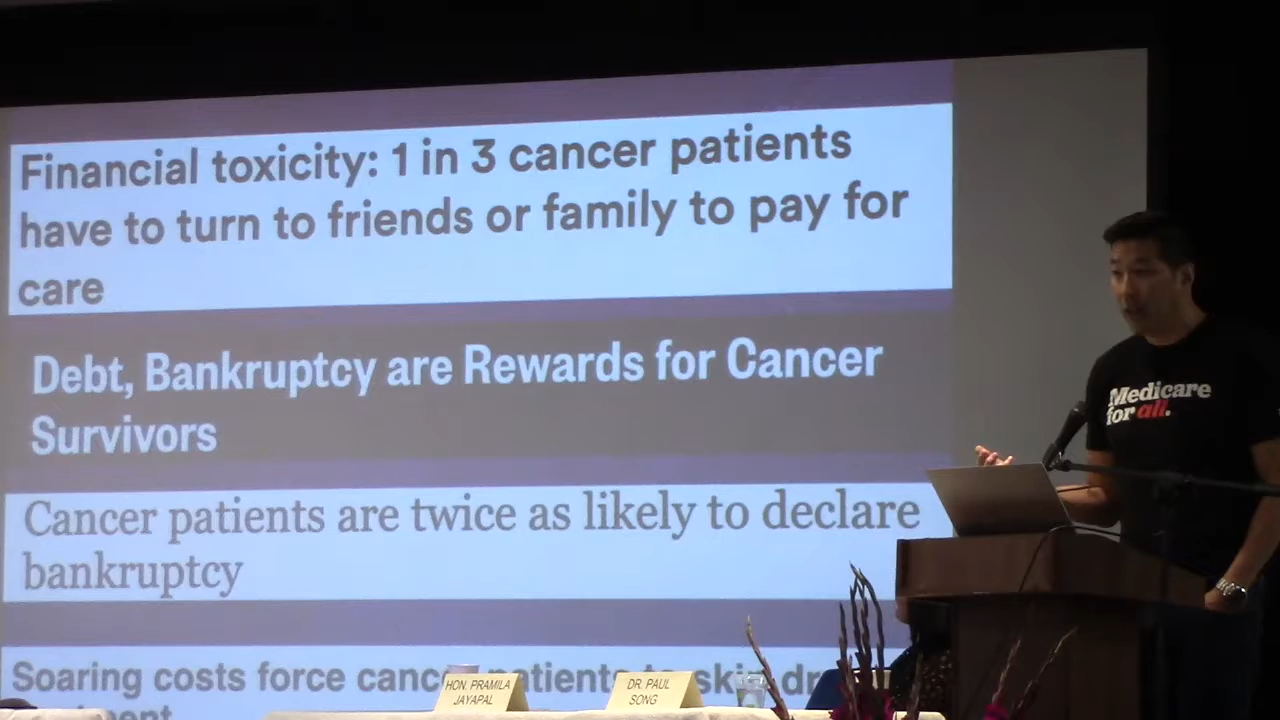 Financial toxicity: 1 in 3 cancer patients
have to turn to friends or family to pay for
care
Debt, Bankruptcy are Rewards for Cancer
Survivors
Cancer patients are twice as likely to declare
bankruptcy
Soaring costs force
Medicare
for all.
HON. PRAMILA
JAYAPAL
DR. PAUL
SONG